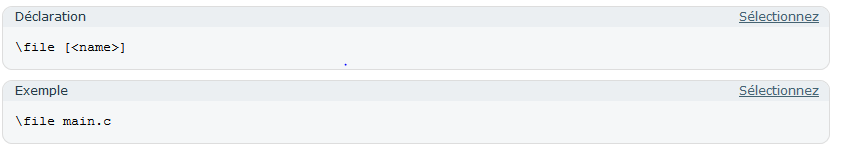 Déclaration Sélectionnez
\file [<name>]
Exemple Sélectionnez
\file main.c